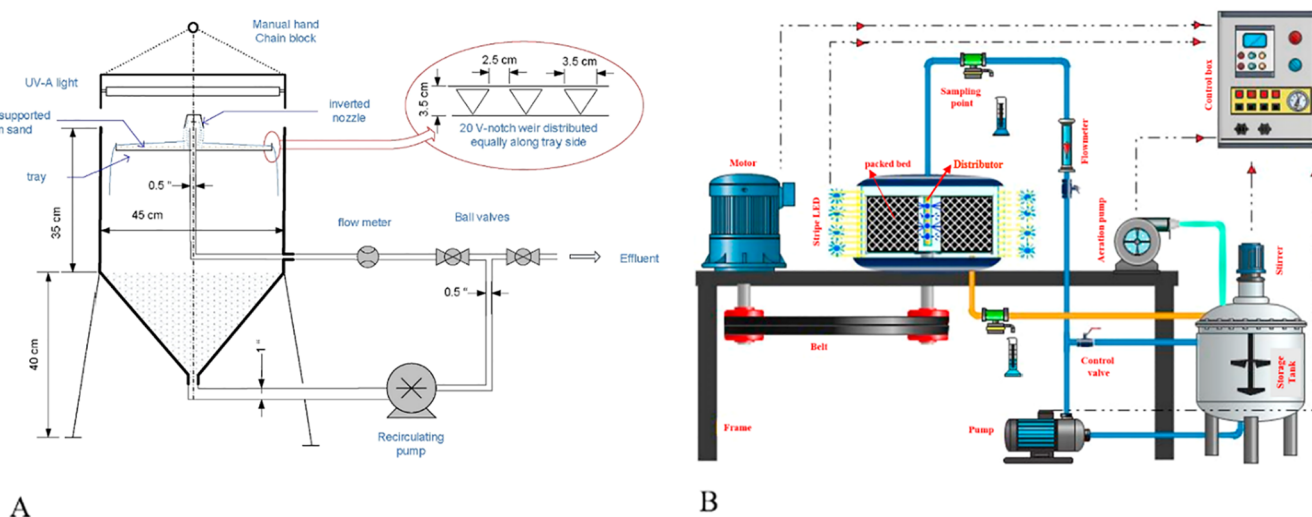 Manual hand
Chain block
UV-A light
supported
n sand
inverted
nozzle
tray
0.5 "
35 cm
45 cm
40 cm
2.5 cm
3.5 cm
3.5 cm
20 V-notch weir distributed
equally along tray side
flow meter
Ball valves
Effluent
0.5 "
1"
Recirculating
pump
A
Sampling
point
Control box
Flowmeter
Motor
packed bed
Distributor
Stripe LED
Aeration pump
Stirrer
Belt
Control
valve
Storage
Tank
Frame
Pump
B